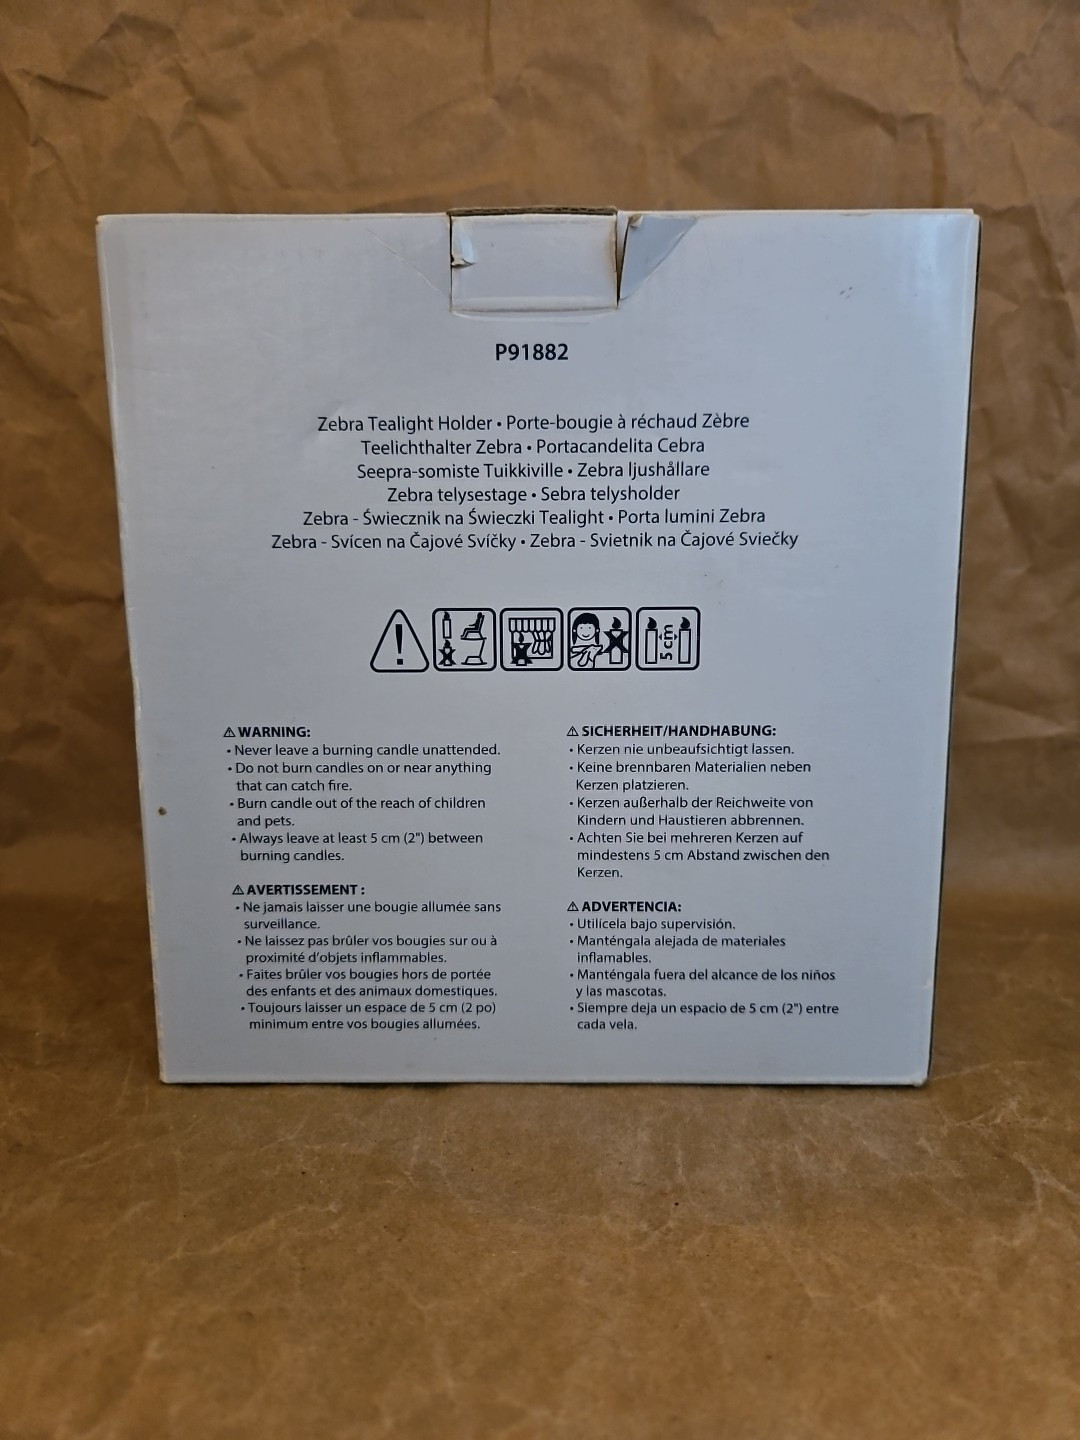 P91882
Zebra Tealight Holder • Porte-bougie à réchaud Zèbre
Teelichthalter Zebra • Portacandelita Cebra
Seepra-somiste Tuikkiville • Zebra ljushållare
Zebra telysestage • Sebra telysholder
Zebra - Świecznik na Świeczki Tealight • Porta lumini Zebra
Zebra - Svícen na Čajové Svíčky • Zebra - Svietnik na Čajové Sviečky
5 cm
⚠ WARNING:
• Never leave a burning candle unattended.
• Do not burn candles on or near anything
that can catch fire.
• Burn candle out of the reach of children
and pets.
• Always leave at least 5 cm (2") between
burning candles.
⚠ AVERTISSEMENT :
• Ne jamais laisser une bougie allumée sans
surveillance.
• Ne laissez pas brûler vos bougies sur ou à
proximité d'objets inflammables.
• Faites brûler vos bougies hors de portée
des enfants et des animaux domestiques.
• Toujours laisser un espace de 5 cm (2 po)
minimum entre vos bougies allumées.
⚠ SICHERHEIT/HANDHABUNG:
• Kerzen nie unbeaufsichtigt lassen.
• Keine brennbaren Materialien neben
Kerzen platzieren.
• Kerzen außerhalb der Reichweite von
Kindern und Haustieren abbrennen.
• Achten Sie bei mehreren Kerzen auf
mindestens 5 cm Abstand zwischen den
Kerzen.
⚠ ADVERTENCIA:
• Utilícela bajo supervisión.
• Manténgala alejada de materiales
inflamables.
• Manténgala fuera del alcance de los niños
y las mascotas.
• Siempre deja un espacio de 5 cm (2") entre
cada vela.